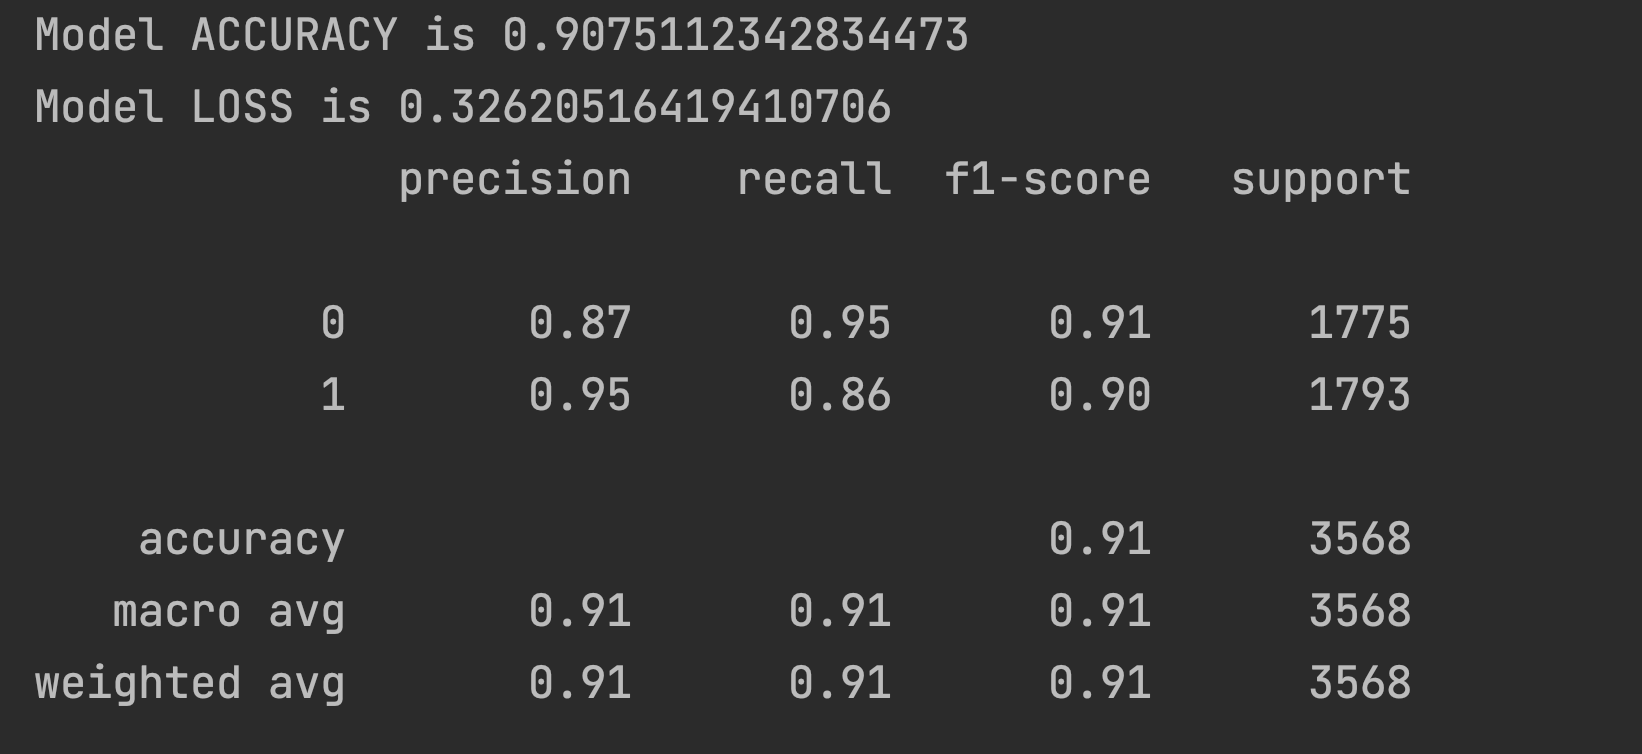 Model ACCURACY is 0.9075112342834473
Model LOSS is 0.32620516419410706
precision recall f1-score support
0 0.87 0.95 0.91 1775
1 0.95 0.86 0.90 1793
accuracy 0.91 3568
macro avg 0.91 0.91 0.91 3568
weighted avg 0.91 0.91 0.91 3568